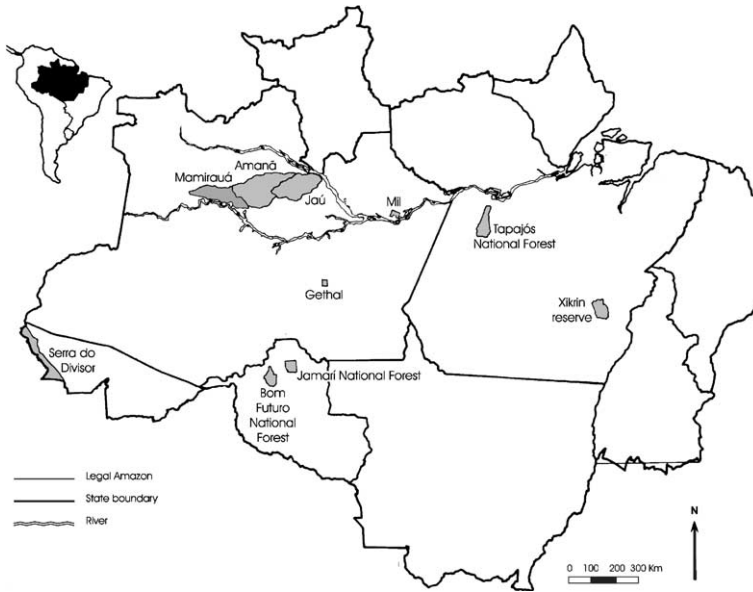 Amanã
Mamirauá
Jaú
Mil
Tapajós
National Forest
Gethal
Xikrin
reserve
Serra do
Divisor
Jamarí National Forest
Bom
Futuro
National
Forest
Legal Amazon
State boundary
River
N
0 100 200 300 Km